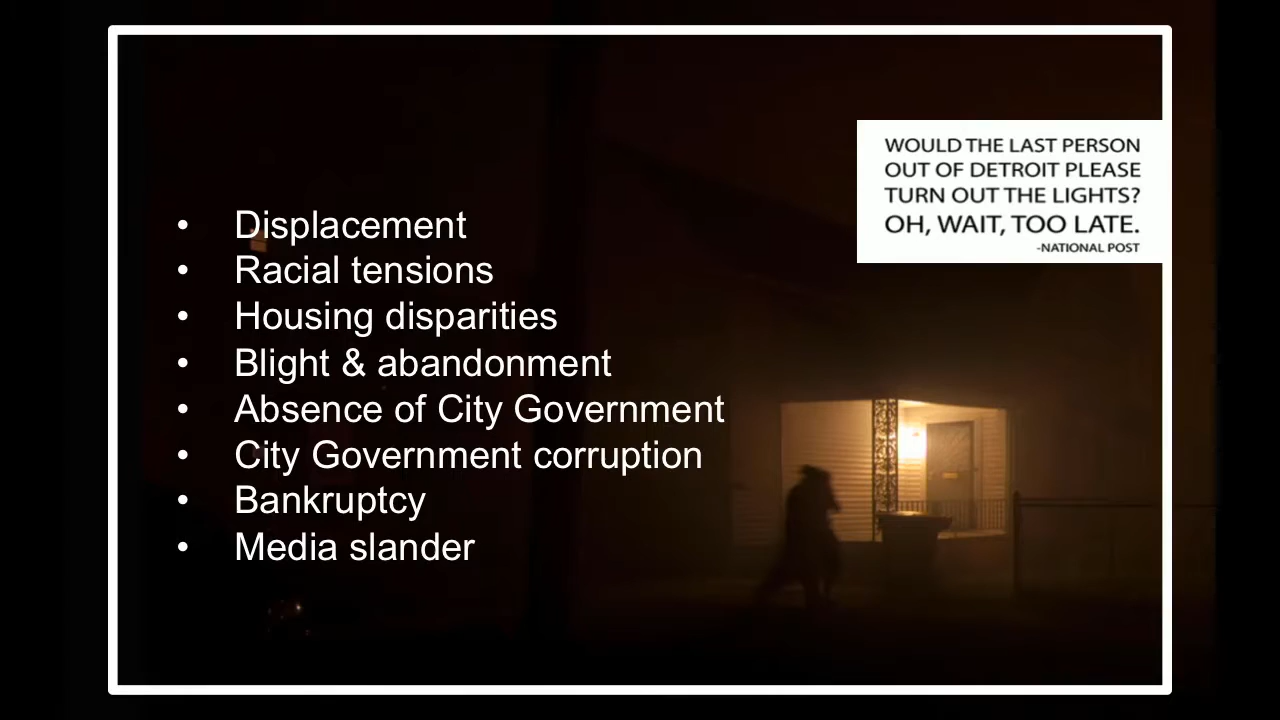 WOULD THE LAST PERSON
OUT OF DETROIT PLEASE
TURN OUT THE LIGHTS?
OH, WAIT, TOO LATE.
-NATIONAL POST
• Displacement
• Racial tensions
• Housing disparities
• Blight & abandonment
• Absence of City Government
• City Government corruption
• Bankruptcy
• Media slander